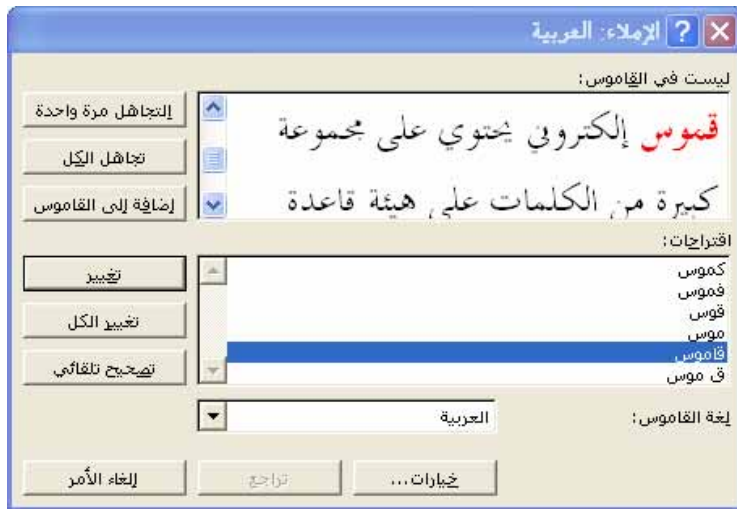 الإملاء: العربية
ليست في القاموس:
قموس إلكتروني يحتوي على مجموعة
كبيرة من الكلمات على هيئة قاعدة
التجاهل مرة واحدة
تجاهل الكل
إضافة إلى القاموس
اقتراحات:
كموس
فموس
قوس
موس
قاموس
ق موس
تغيير
تغيير الكل
تصحيح تلقائي
لغة القاموس:
العربية
خيارات...
تراجع
إلغاء الأمر